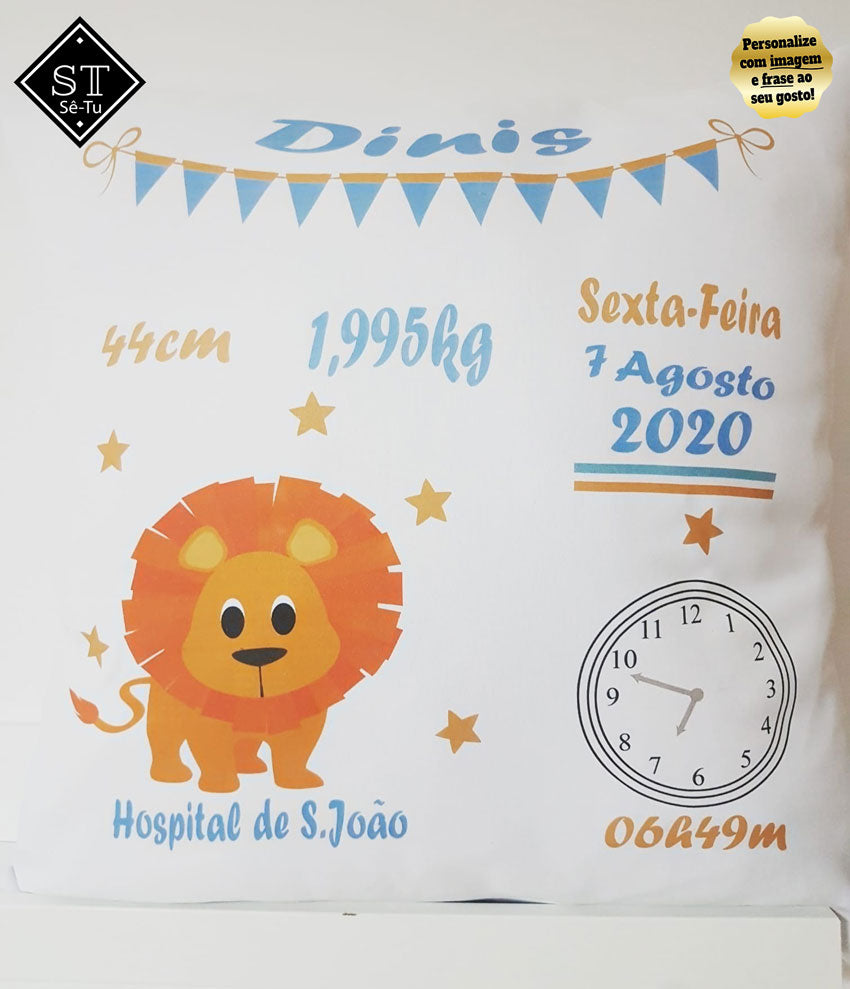 ST
Sê-Tu
Personalize
com imagem
e frase ao
seu gosto!
Dinis
44cm
1,995kg
Sexta-Feira
7 Agosto
2020
12
1
2
3
4
5
6
7
8
9
10
11
Hospital de S.João
06h49m